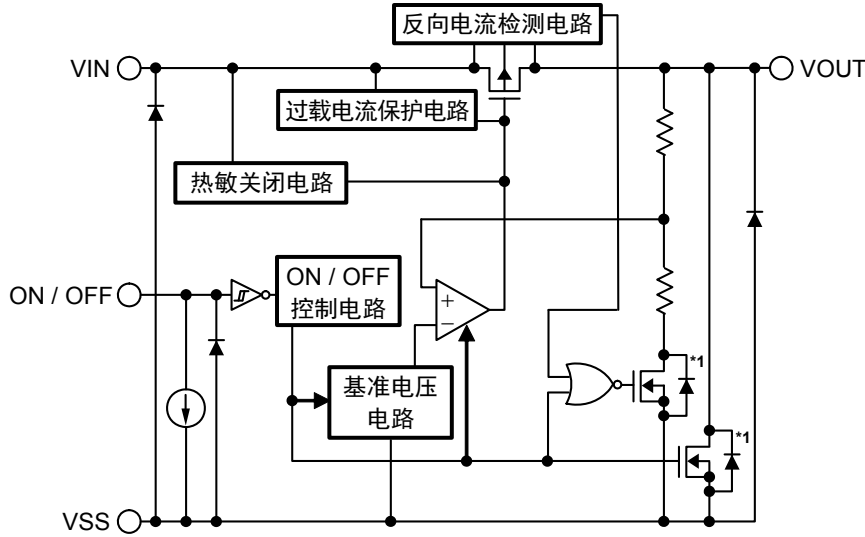 反向电流检测电路
VIN
VOUT
过载电流保护电路
热敏关闭电路
ON / OFF
ON / OFF
控制电路
+
−
基准电压
电路
*1
*1
VSS